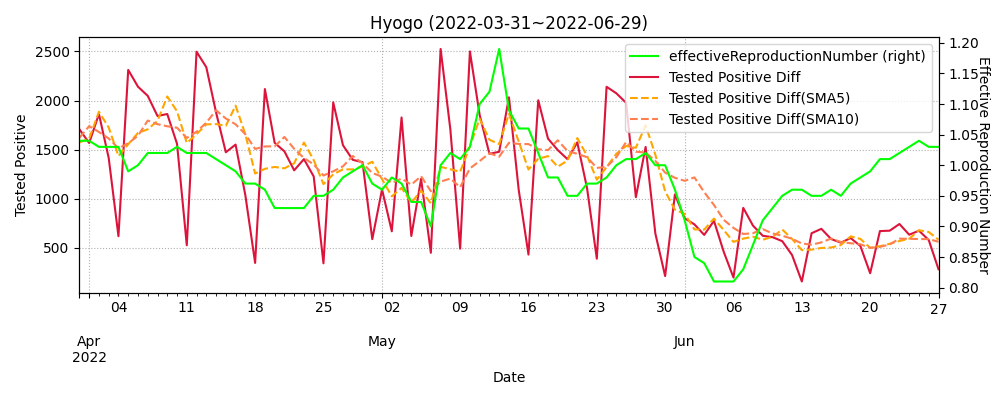 Hyogo (2022-03-31~2022-06-29)
effectiveReproductionNumber (right)
Tested Positive Diff
Tested Positive Diff(SMA5)
Tested Positive Diff(SMA10)
Tested Positive
2500
2000
1500
1000
500
Effective Reproduction Number
1.20
1.15
1.10
1.05
1.00
0.95
0.90
0.85
0.80
04 11 18 25 02 09 16 23 30 06 13 20 27
Apr May Jun
2022
Date